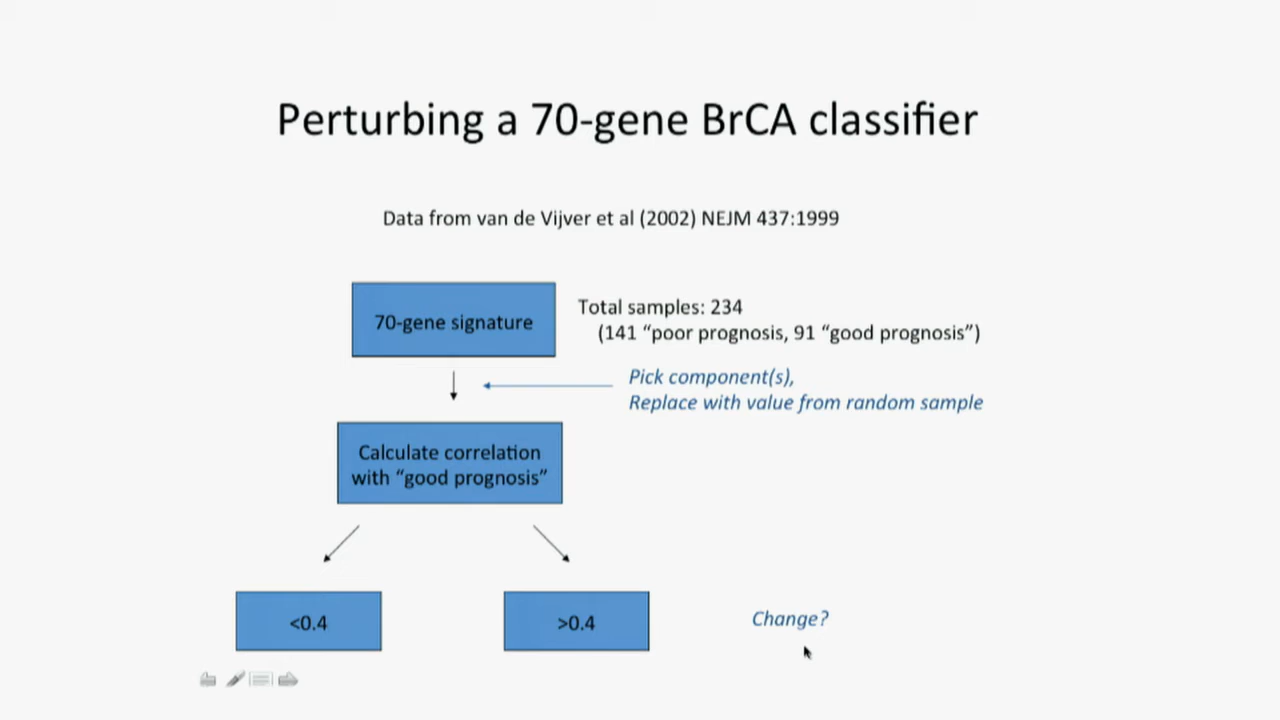 Perturbing a 70-gene BrCA classifier
Data from van de Vijver et al (2002) NEJM 437:1999
70-gene signature
Total samples: 234
(141 “poor prognosis, 91 “good prognosis”)
Pick component(s),
Replace with value from random sample
Calculate correlation
with “good prognosis”
<0.4
>0.4
Change?